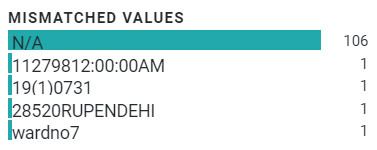 MISMATCHED VALUES
N/A 106
11279812:00:00AM 1
19(1)0731 1
28520RUPENDEHI 1
wardno7 1